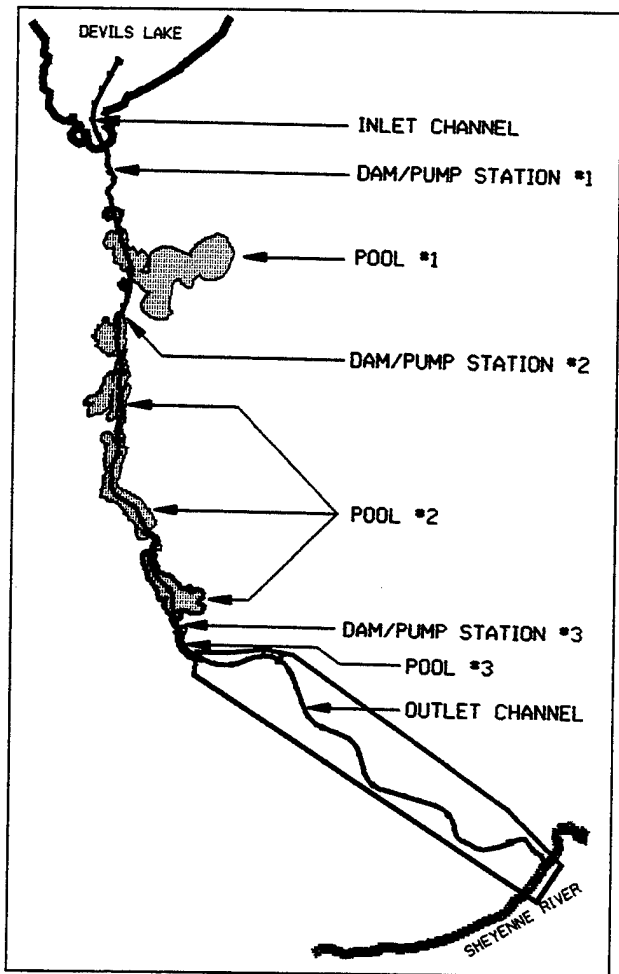 DEVILS LAKE
INLET CHANNEL
DAM/PUMP STATION #1
POOL #1
DAM/PUMP STATION #2
POOL #2
DAM/PUMP STATION #3
POOL #3
OUTLET CHANNEL
SHEYENNE RIVER